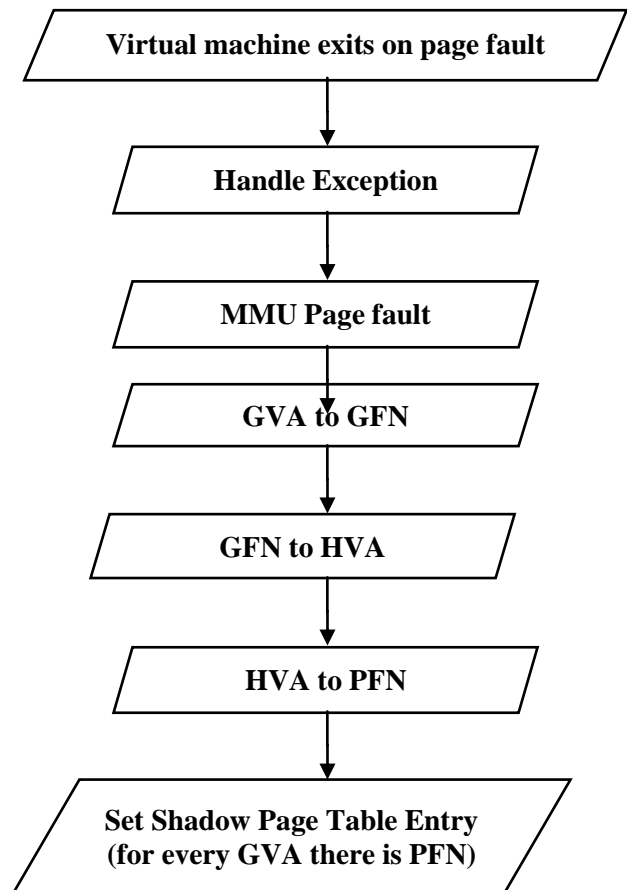 Virtual machine exits on page fault
Handle Exception
MMU Page fault
GVA to GFN
GFN to HVA
HVA to PFN
Set Shadow Page Table Entry
(for every GVA there is PFN)